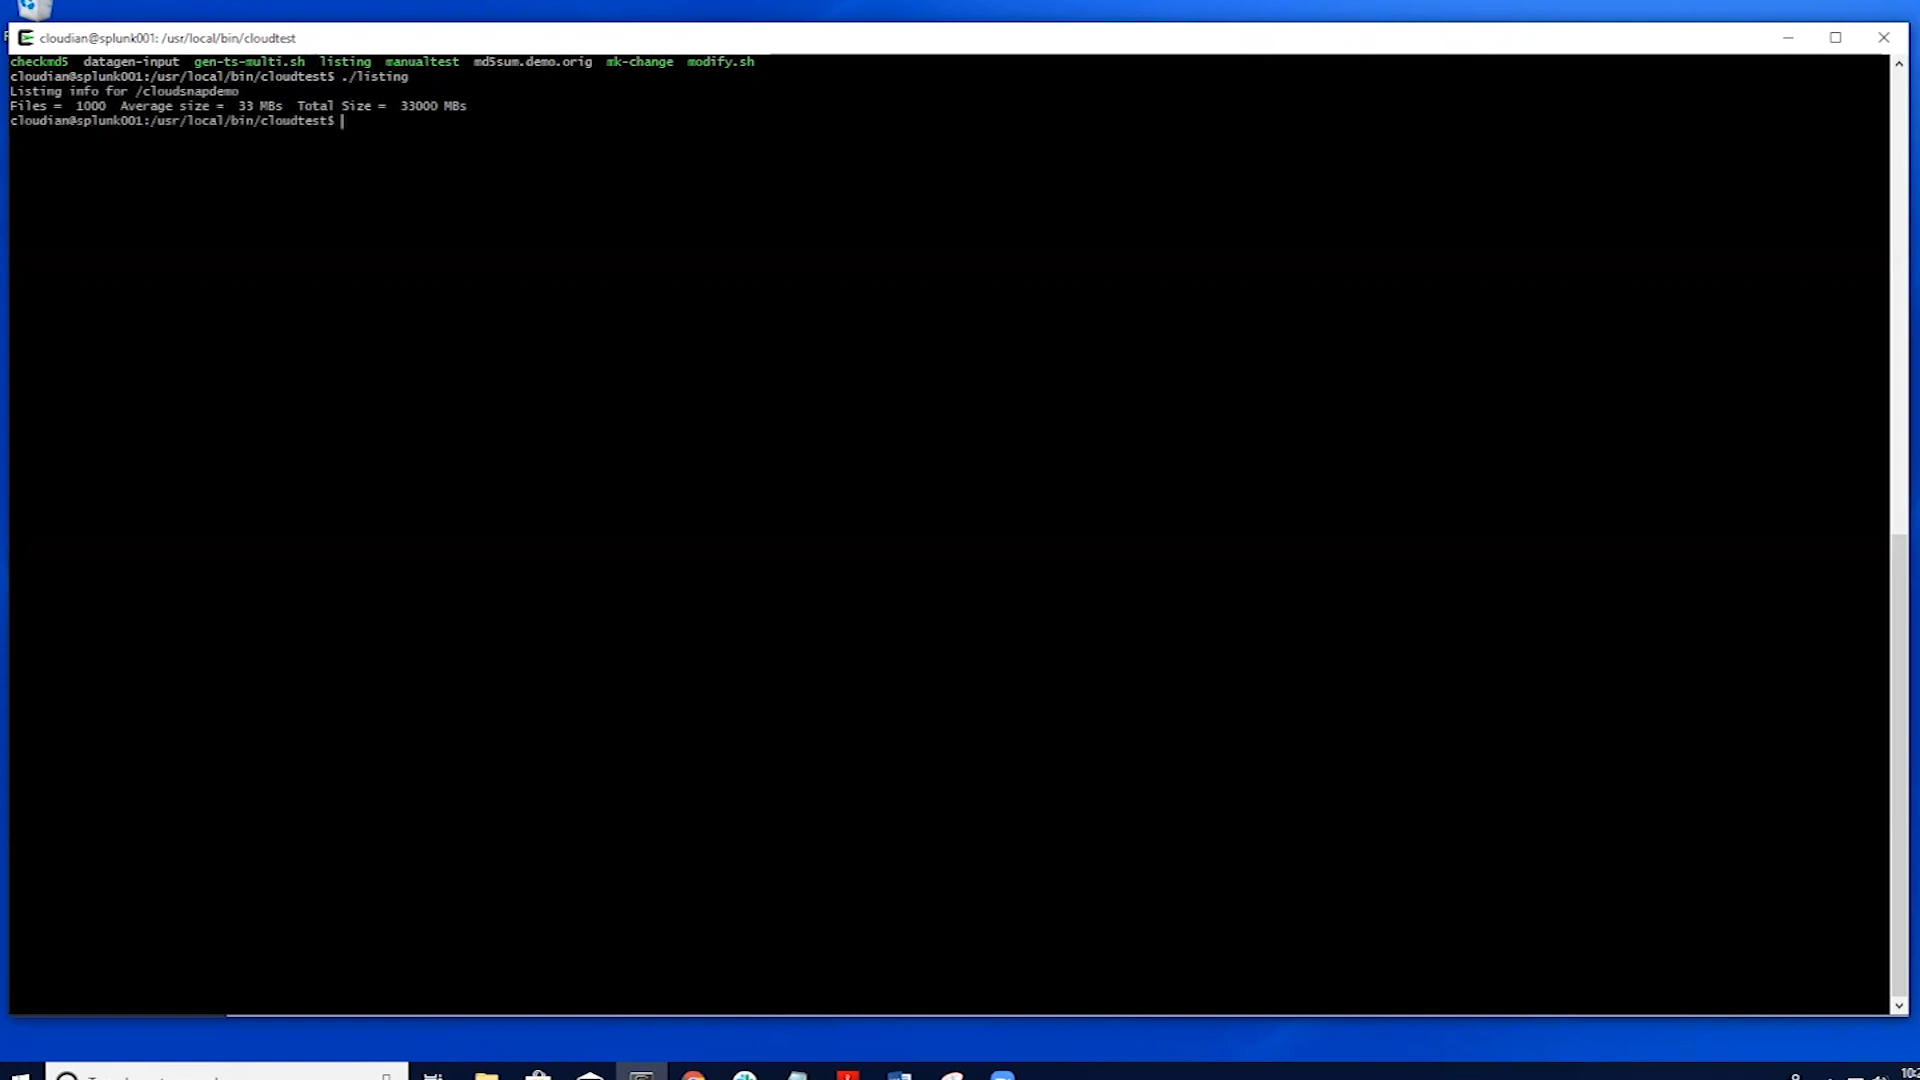 cloudian@splunk001: /usr/local/bin/cloudtest
checkmd5 datagen-input gen-ts-multi.sh listing manualtest md5sum.demo.orig mk-change modify.sh
cloudian@splunk001:/usr/local/bin/cloudtest$ ./listing
Listing info for /cloudsnapdemo
Files = 1000 Average size = 33 MBs Total Size = 33000 MBs
cloudian@splunk001:/usr/local/bin/cloudtest$